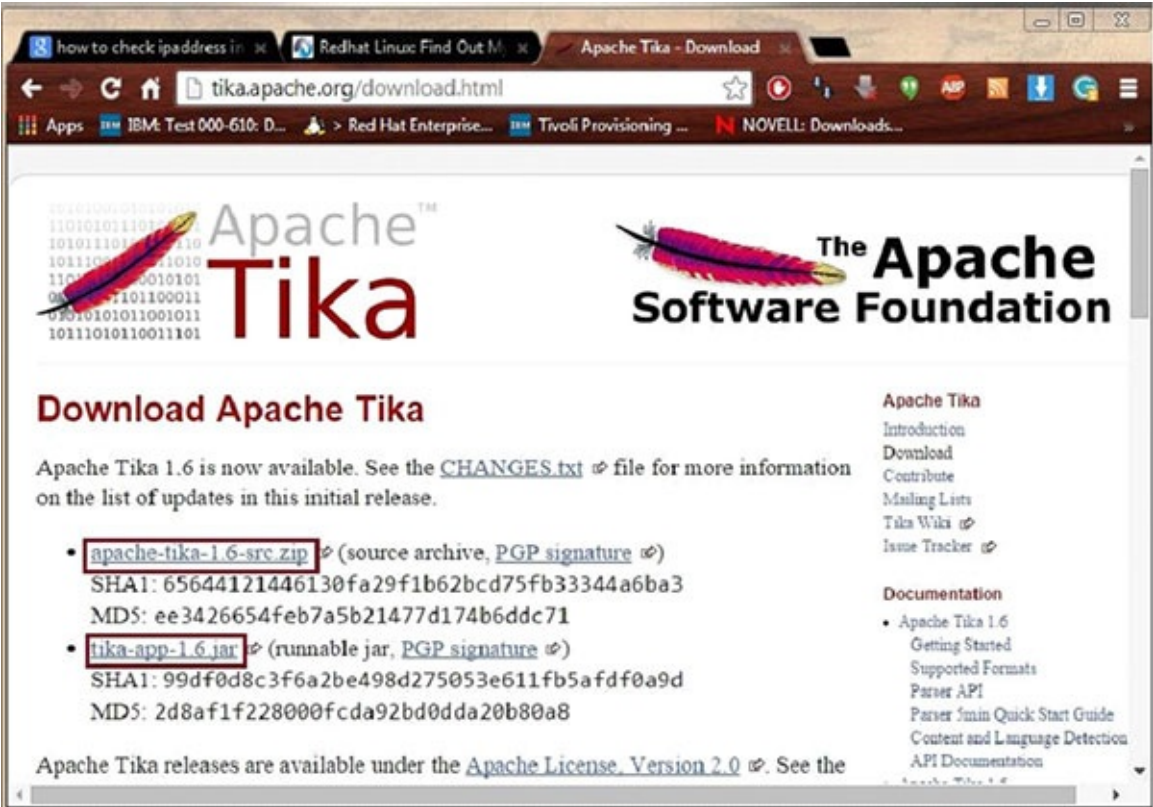 how to check ipaddress in
Redhat Linux: Find Out M
Apache Tika - Download
tika.apache.org/download.html
ABP
Apps
IBM: Test 000-610: D...
> Red Hat Enterprise...
Tivoli Provisioning ...
NOVELL: Downloads...
Apache™
Tika
The Apache
Software Foundation
Download Apache Tika
Apache Tika 1.6 is now available. See the CHANGES.txt file for more information
on the list of updates in this initial release.
• apache-tika-1.6-src.zip (source archive, PGP signature)
SHA1: 65644121446130fa29f1b62bcd75fb33344a6ba3
MD5: ee3426654feb7a5b21477d174b6ddc71
• tika-app-1.6.jar (runnable jar, PGP signature)
SHA1: 99df0d8c3f6a2be498d275053e611fb5afdf0a9d
MD5: 2d8af1f228000fcda92bd0dda20b80a8
Apache Tika releases are available under the Apache License, Version 2.0. See the
Apache Tika
Introduction
Download
Contribute
Mailing Lists
Tika Wiki
Issue Tracker
Documentation
• Apache Tika 1.6
Getting Started
Supported Formats
Parser API
Parser 5min Quick Start Guide
Content and Language Detection
API Documentation